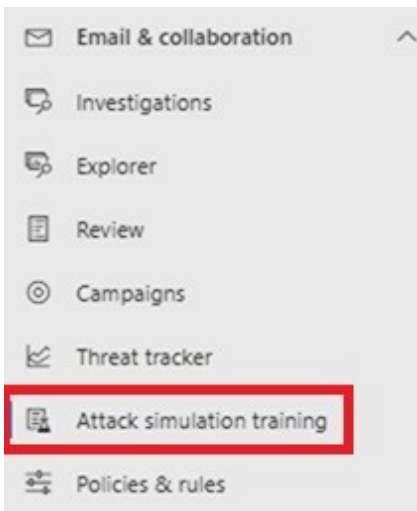 Email & collaboration
Investigations
Explorer
Review
Campaigns
Threat tracker
Attack simulation training
Policies & rules